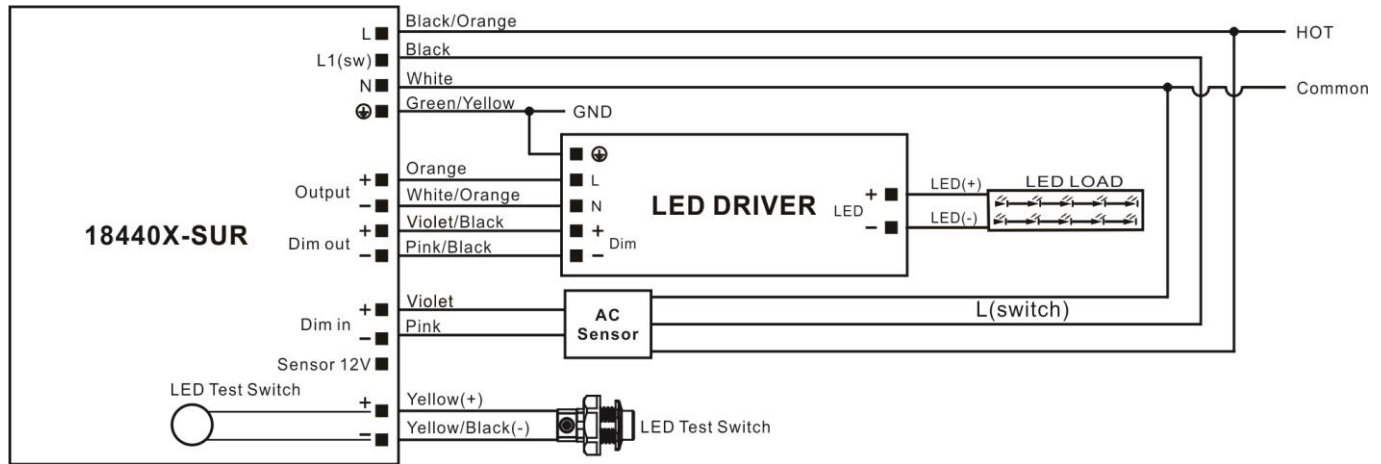 L Black/Orange HOT
L1(sw) Black
N White Common
Green/Yellow GND
18440X-SUR
Output + Orange
− White/Orange
Dim out + Violet/Black
− Pink/Black
L
N
+ Dim
−
LED DRIVER
LED + LED(+)
− LED(-)
LED LOAD
Dim in + Violet
− Pink
AC
Sensor
L(switch)
Sensor 12V
LED Test Switch
+ Yellow(+)
− Yellow/Black(-)
LED Test Switch